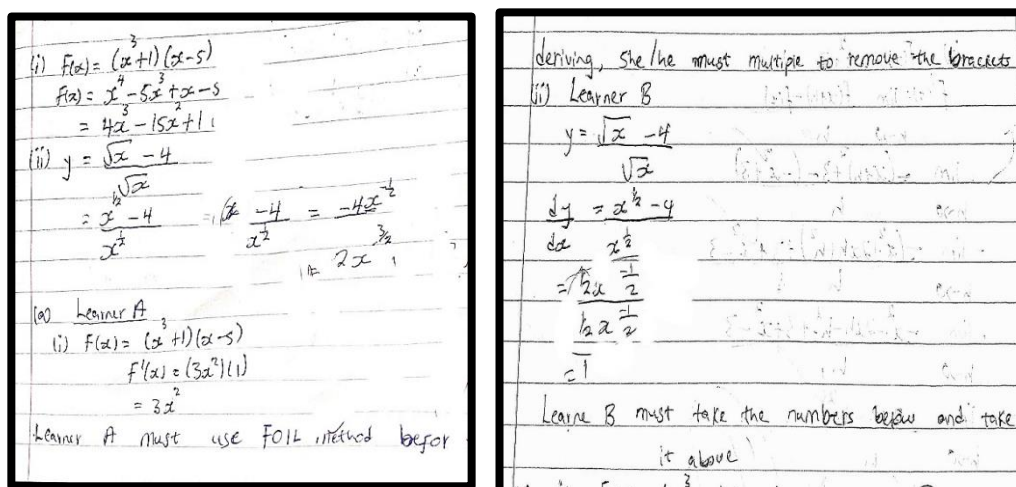 (i) F(x) = (x³+1)(x-5)
F(x) = x⁴ - 5x³ + x - 5
= 4x³ - 15x² + 1
(ii) y = √x - 4 / √x
= x^½ - 4 / x^½ = x - 4 / x^½ = -4x^-½
= 2x^3/2
(a) Learner A
(i) F(x) = (x³+1)(x-5)
F'(x) = (3x²)(1)
= 3x²
Learner A must use FOIL method befor
deriving, she/he must multiple to remove the brackets
(ii) Learner B
y = √x - 4 / √x
dy/dx = x^½ - 4 / x^½
= ½x^-½ / ½x^-½
= 1
Learne B must take the numbers below and take
it above